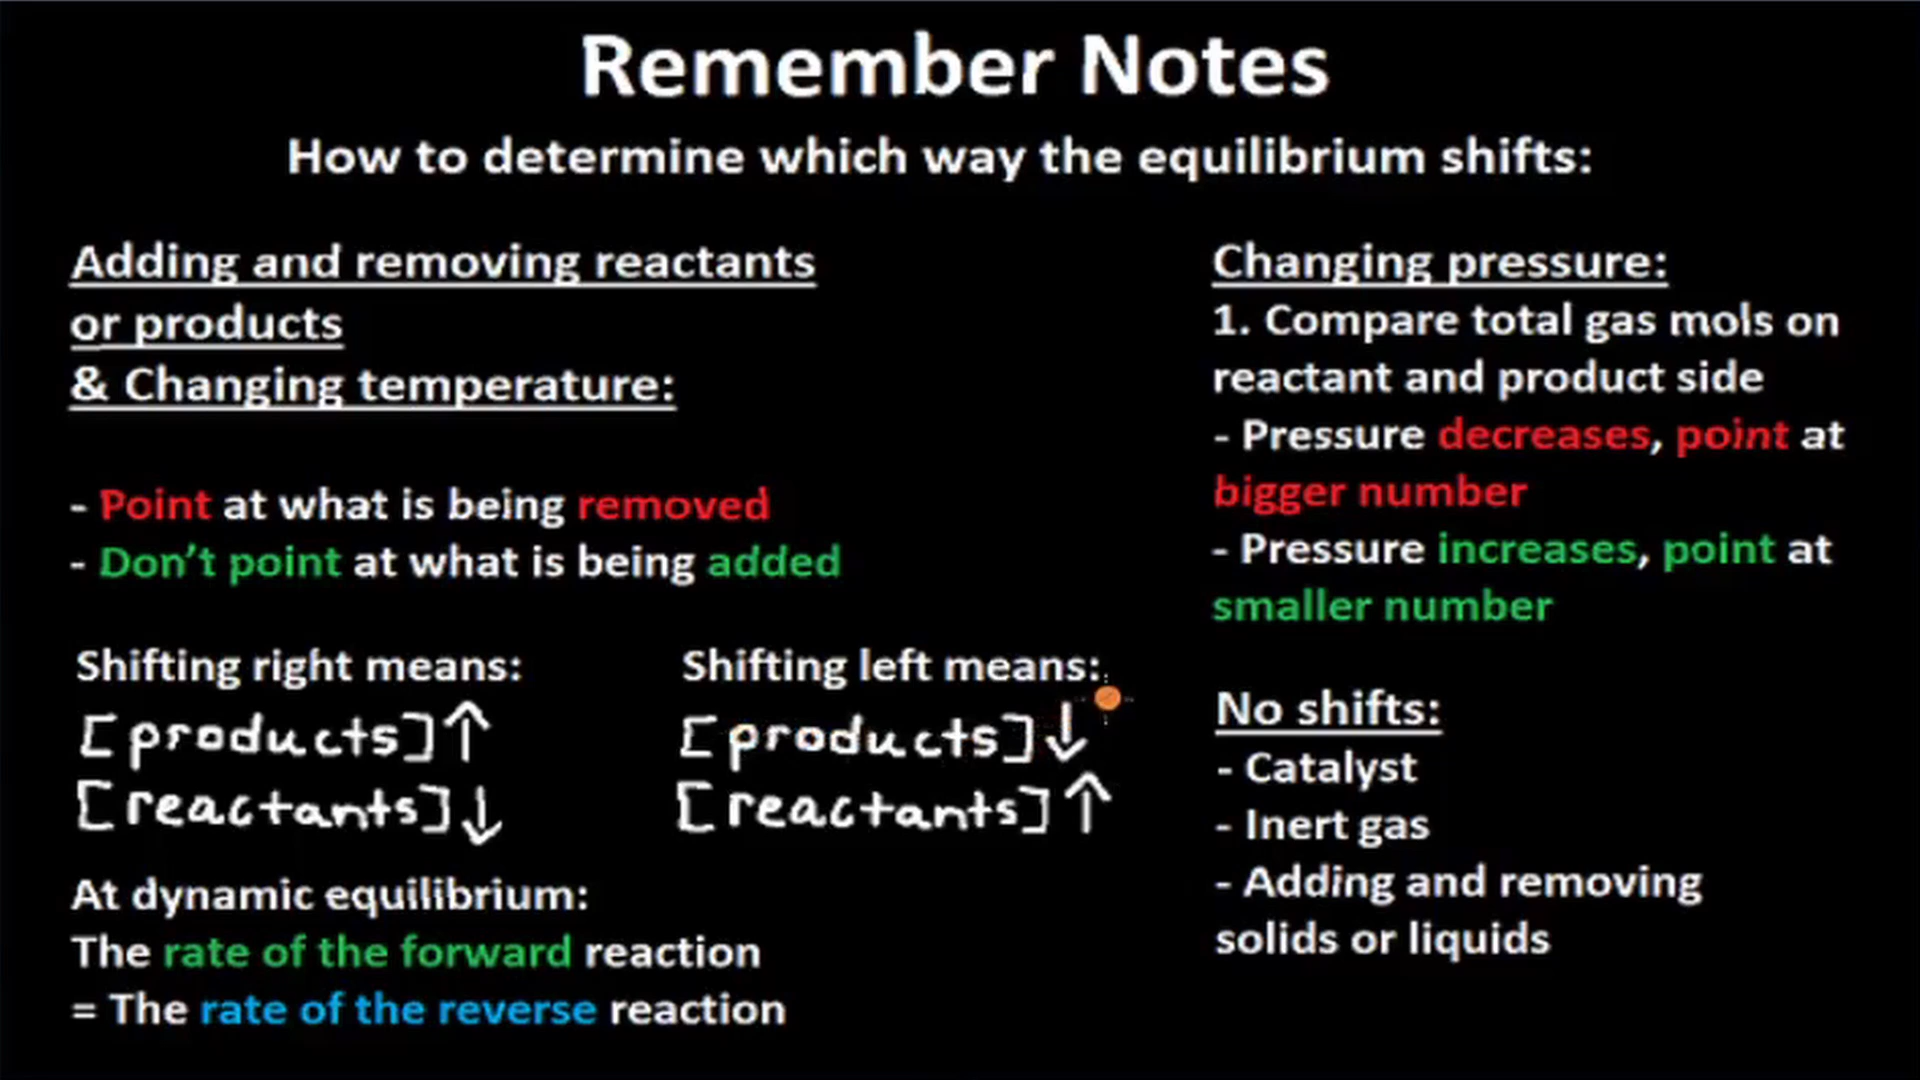 Remember Notes
How to determine which way the equilibrium shifts:
Adding and removing reactants
or products
& Changing temperature:
- Point at what is being removed
- Don't point at what is being added
Shifting right means:
[products]↑
[reactants]↓
Shifting left means:
[products]↓
[reactants]↑
At dynamic equilibrium:
The rate of the forward reaction
= The rate of the reverse reaction
Changing pressure:
1. Compare total gas mols on
reactant and product side
- Pressure decreases, point at
bigger number
- Pressure increases, point at
smaller number
No shifts:
- Catalyst
- Inert gas
- Adding and removing
solids or liquids